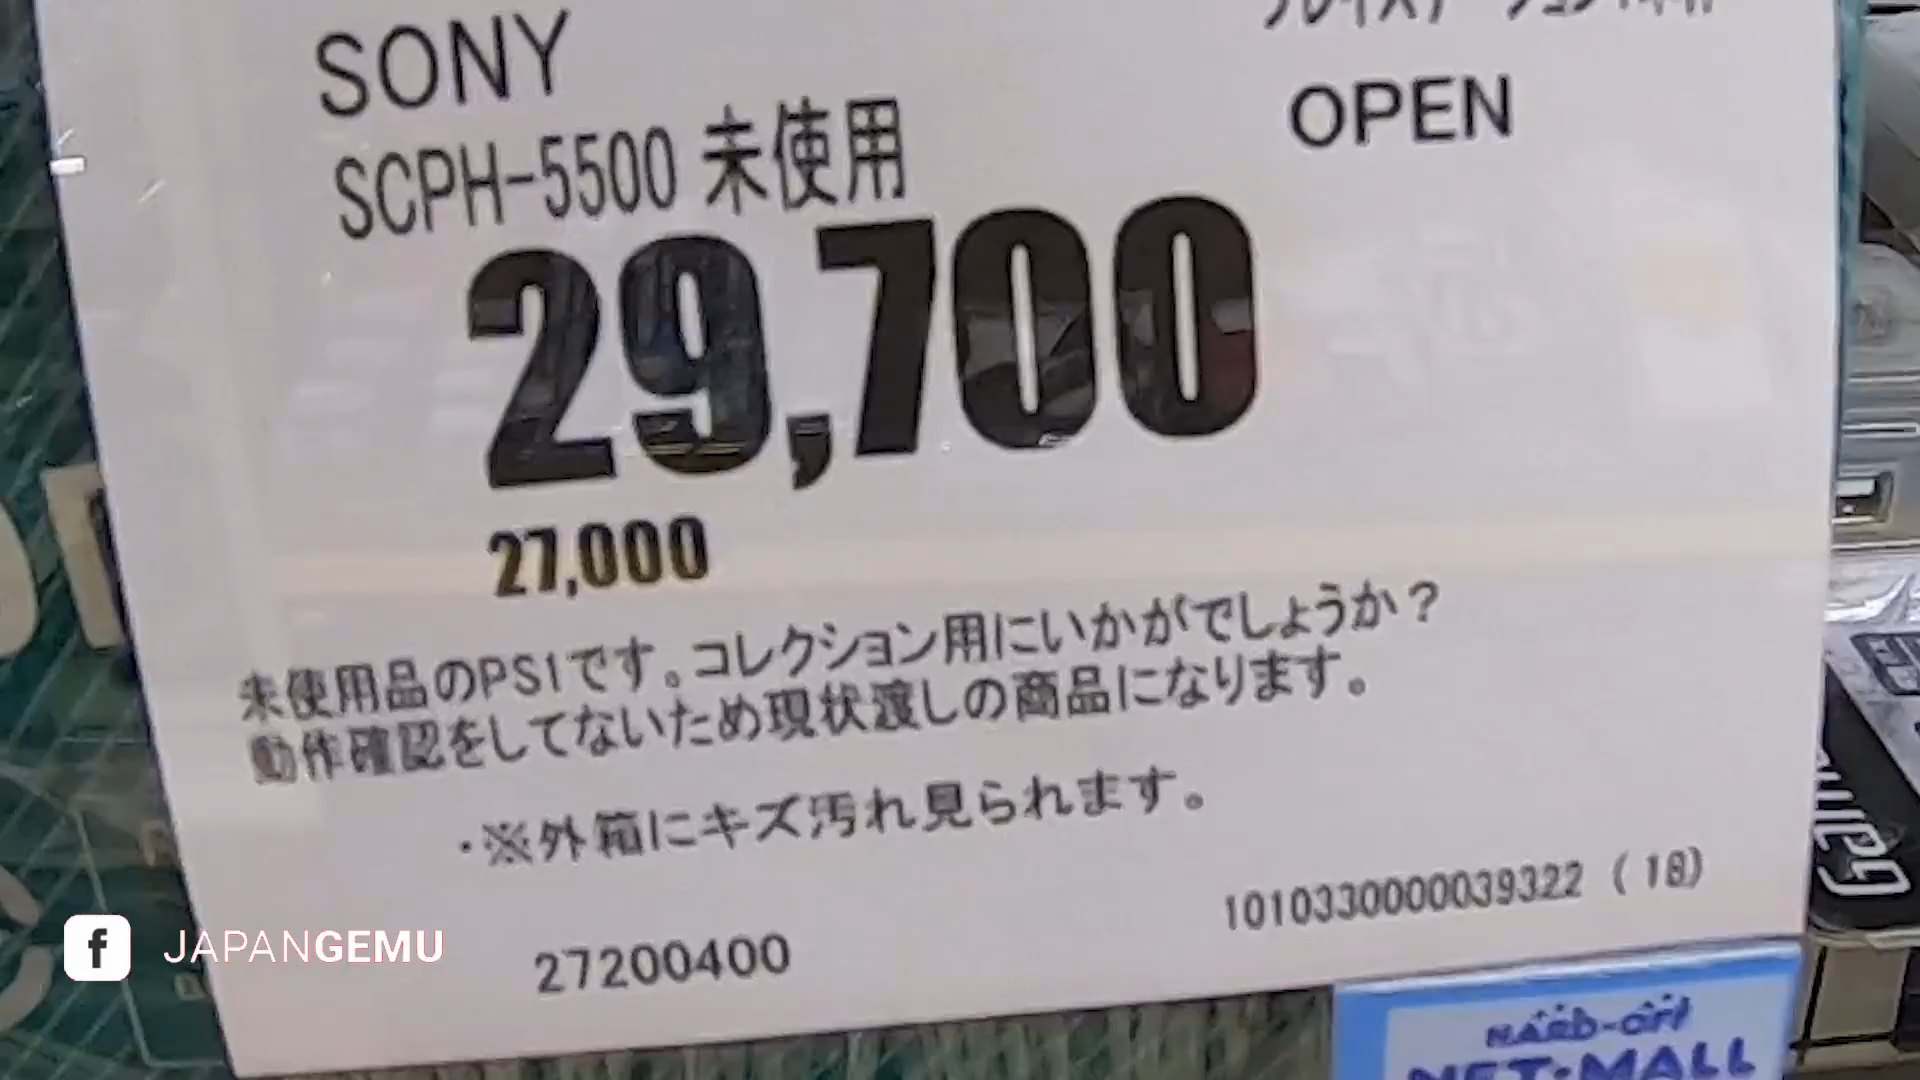 SONY
OPEN
SCPH-5500 未使用
29,700
27,000
未使用品のPS1です。コレクション用にいかがでしょうか？
動作確認をしてないため現状渡しの商品になります。
・※外箱にキズ汚れ見られます。
1010330000039322 (18)
27200400
JAPANGEMU
HARD-OFF
NET・MALL